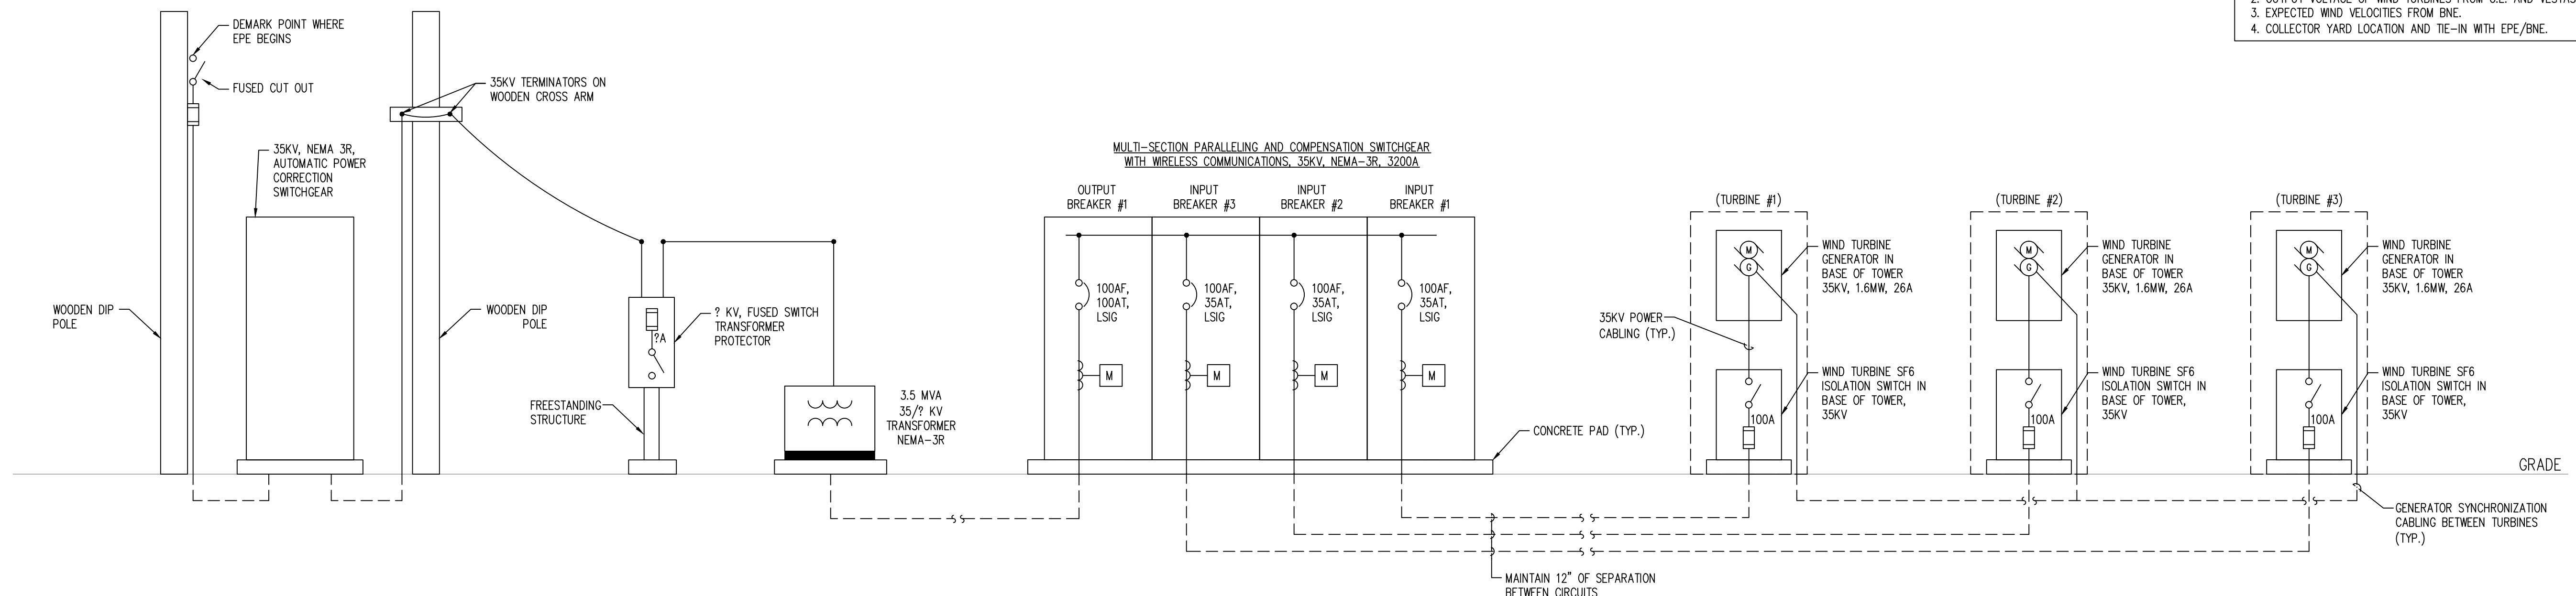 DEMARK POINT WHERE
EPE BEGINS
FUSED CUT OUT
35KV, NEMA 3R,
AUTOMATIC POWER
CORRECTION
SWITCHGEAR
WOODEN DIP
POLE
35KV TERMINATORS ON
WOODEN CROSS ARM
WOODEN DIP
POLE
?A
? KV, FUSED SWITCH
TRANSFORMER
PROTECTOR
FREESTANDING
STRUCTURE
3.5 MVA
35/? KV
TRANSFORMER
NEMA-3R
MULTI-SECTION PARALLELING AND COMPENSATION SWITCHGEAR
WITH WIRELESS COMMUNICATIONS, 35KV, NEMA-3R, 3200A
OUTPUT
BREAKER #1
INPUT
BREAKER #3
INPUT
BREAKER #2
INPUT
BREAKER #1
100AF,
100AT,
LSIG
100AF,
35AT,
LSIG
100AF,
35AT,
LSIG
100AF,
35AT,
LSIG
M
M
M
M
CONCRETE PAD (TYP.)
MAINTAIN 12" OF SEPARATION
BETWEEN CIRCUITS
35KV POWER
CABLING (TYP.)
(TURBINE #1)
M
G
WIND TURBINE
GENERATOR IN
BASE OF TOWER
35KV, 1.6MW, 26A
100A
WIND TURBINE SF6
ISOLATION SWITCH IN
BASE OF TOWER,
35KV
(TURBINE #2)
M
G
WIND TURBINE
GENERATOR IN
BASE OF TOWER
35KV, 1.6MW, 26A
100A
WIND TURBINE SF6
ISOLATION SWITCH IN
BASE OF TOWER,
35KV
(TURBINE #3)
M
G
WIND TURBINE
GENERATOR IN
BASE OF TOWER
35KV, 1.6MW, 26A
100A
WIND TURBINE SF6
ISOLATION SWITCH IN
BASE OF TOWER,
35KV
GRADE
GENERATOR SYNCHRONIZATION
CABLING BETWEEN TURBINES
(TYP.)
2. OUTPUT VOLTAGE OF WIND TURBINES FROM G.E. AND VESTAS
3. EXPECTED WIND VELOCITIES FROM BNE.
4. COLLECTOR YARD LOCATION AND TIE-IN WITH EPE/BNE.